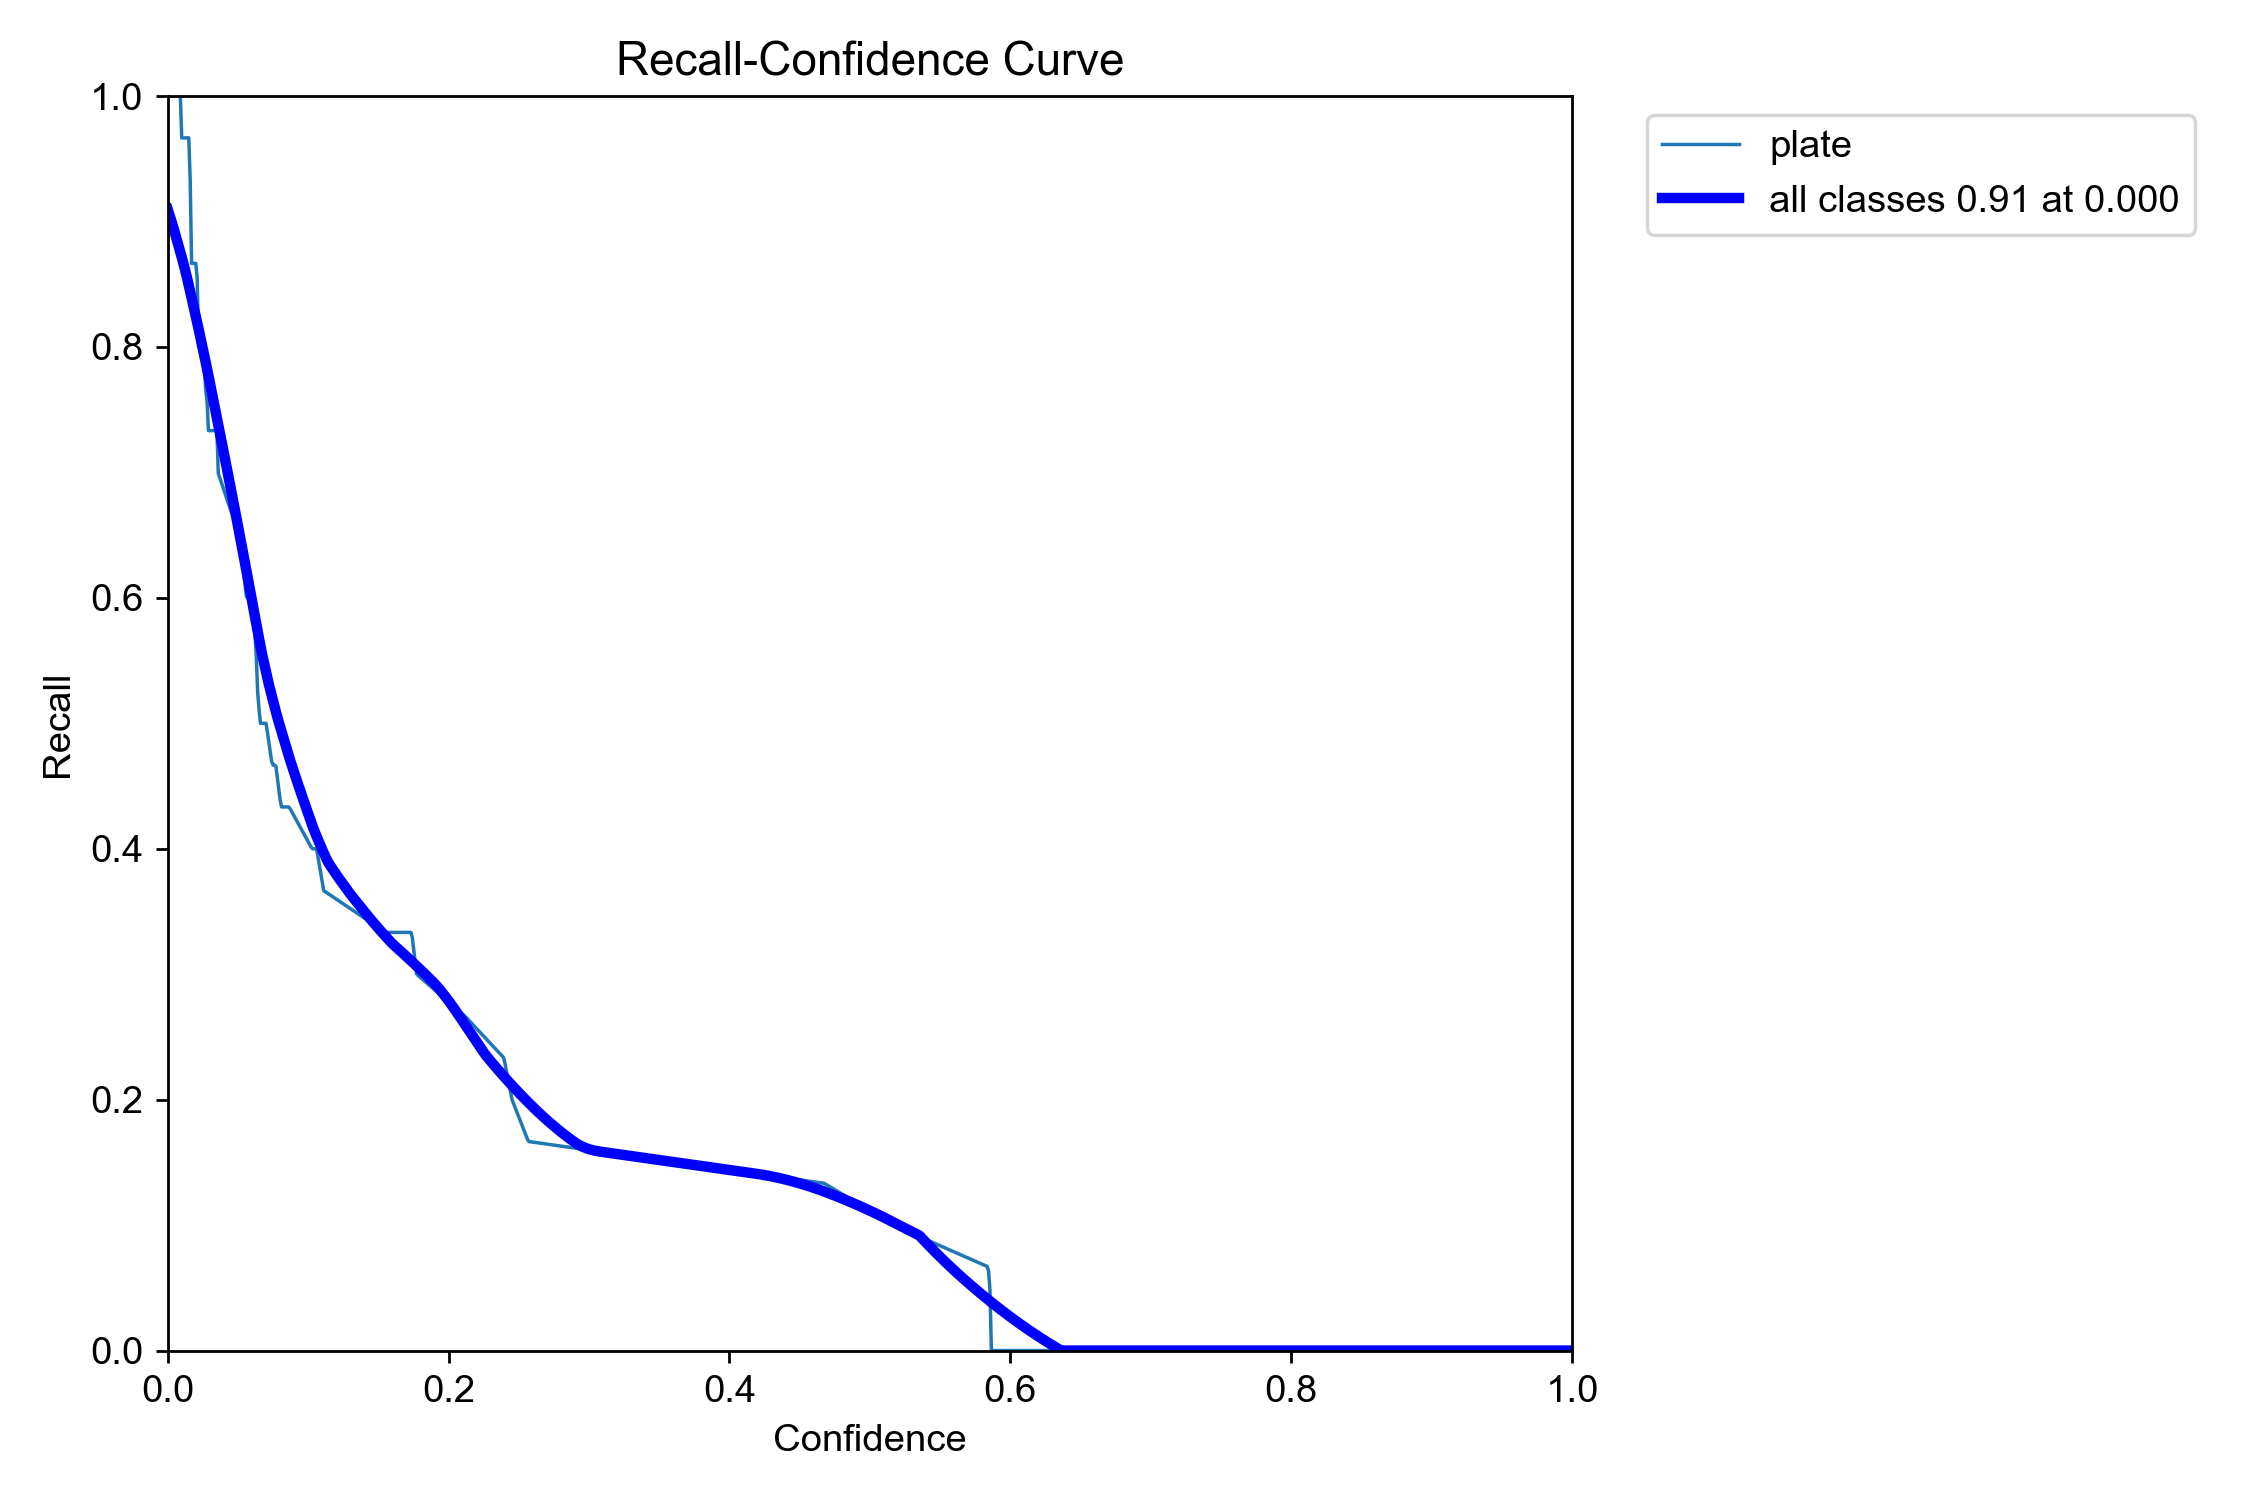 Recall-Confidence Curve
1.0
0.8
0.6
0.4
0.2
0.0
Recall
0.0 0.2 0.4 0.6 0.8 1.0
Confidence
plate
all classes 0.91 at 0.000